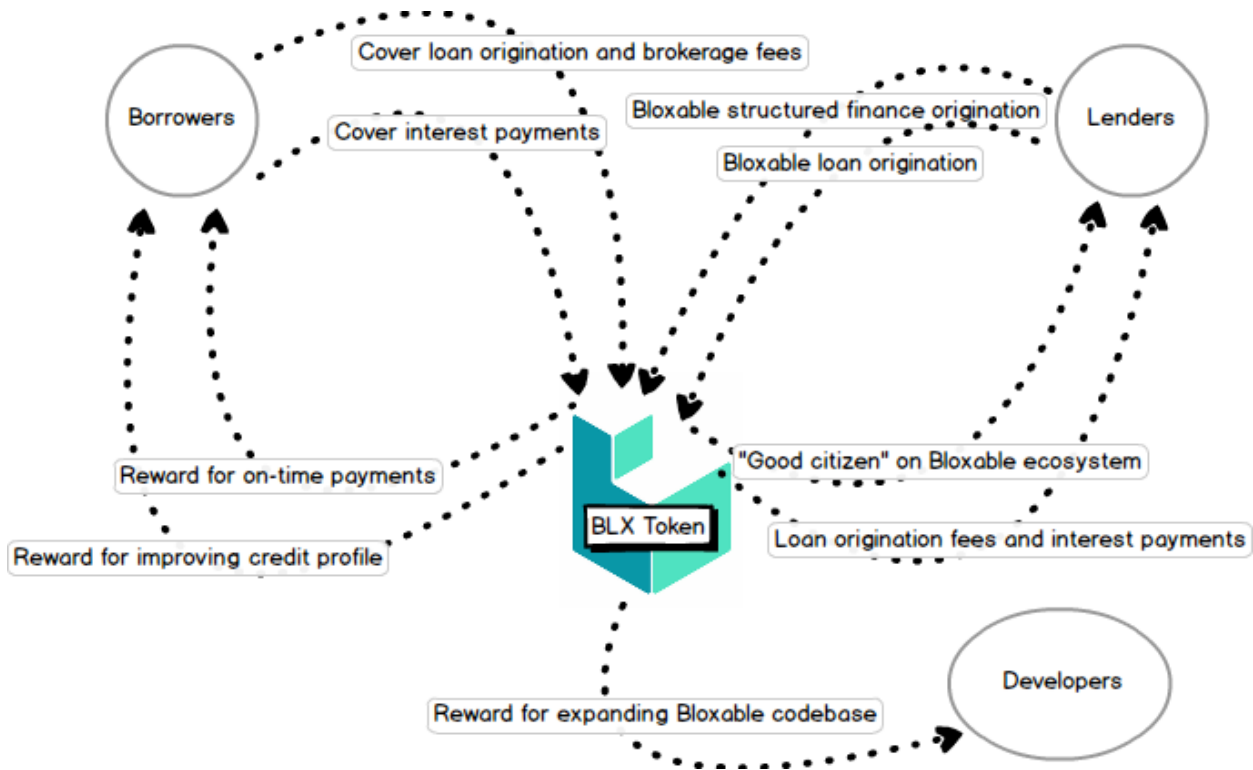 Cover loan origination and brokerage fees
Borrowers
Bloxable structured finance origination
Lenders
Cover interest payments
Bloxable loan origination
Reward for on-time payments
"Good citizen" on Bloxable ecosystem
BLX Token
Loan origination fees and interest payments
Reward for improving credit profile
Developers
Reward for expanding Bloxable codebase